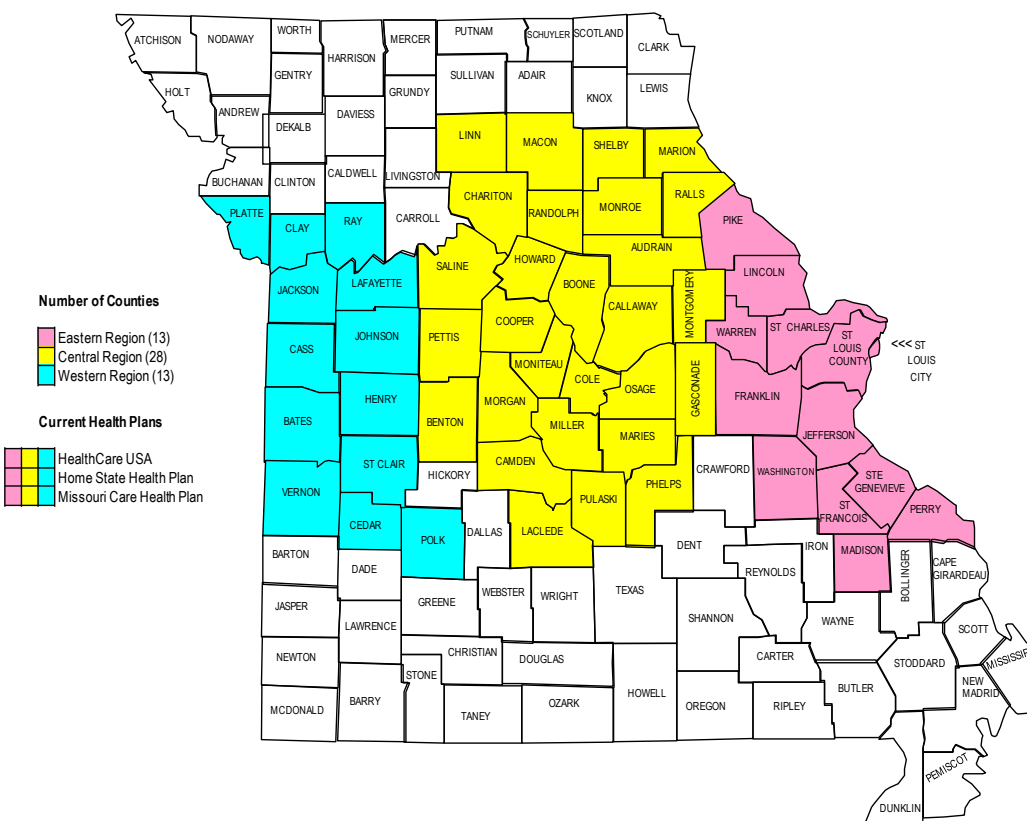 ATCHISON
NODAWAY
WORTH
HARRISON
MERCER
PUTNAM
SCHUYLER
SCOTLAND
CLARK
GENTRY
SULLIVAN
ADAIR
HOLT
GRUNDY
KNOX
LEWIS
ANDREW
DEKALB
DAVIESS
LINN
MACON
SHELBY
MARION
BUCHANAN
CLINTON
CALDWELL
LIVINGSTON
CHARITON
RANDOLPH
MONROE
RALLS
PLATTE
CLAY
RAY
CARROLL
PIKE
AUDRAIN
SALINE
HOWARD
BOONE
LINCOLN
JACKSON
LAFAYETTE
CALLAWAY
MONTGOMERY
Number of Counties
Eastern Region (13)
Central Region (28)
Western Region (13)
COOPER
WARREN
ST CHARLES
ST
LOUIS
COUNTY
<<< ST
LOUIS
CITY
JOHNSON
PETTIS
CASS
MONITEAU
COLE
OSAGE
GASCONADE
FRANKLIN
HENRY
MORGAN
BENTON
BATES
MILLER
MARIES
JEFFERSON
Current Health Plans
HealthCare USA
Home State Health Plan
Missouri Care Health Plan
ST CLAIR
HICKORY
CAMDEN
PHELPS
CRAWFORD
WASHINGTON
STE
GENEVIEVE
VERNON
PULASKI
ST
FRANCOIS
PERRY
CEDAR
POLK
DALLAS
LACLEDE
DENT
IRON
MADISON
BARTON
DADE
REYNOLDS
BOLLINGER
CAPE
GIRARDEAU
JASPER
GREENE
WEBSTER
WRIGHT
TEXAS
LAWRENCE
SHANNON
WAYNE
SCOTT
NEWTON
CHRISTIAN
DOUGLAS
CARTER
STODDARD
MISSISSIP
STONE
NEW
MADRID
MCDONALD
BARRY
TANEY
OZARK
HOWELL
OREGON
RIPLEY
BUTLER
PEMISCOT
DUNKLIN